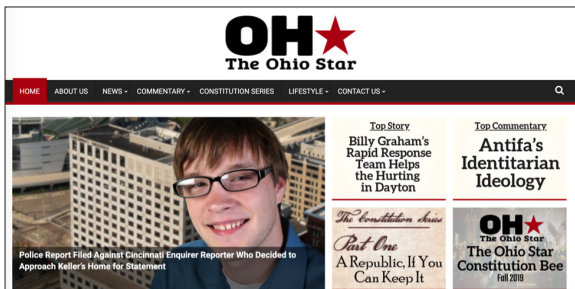 OH★
The Ohio Star
HOME ABOUT US NEWS COMMENTARY CONSTITUTION SERIES LIFESTYLE CONTACT US
Police Report Filed Against Cincinnati Enquirer Reporter Who Decided to
Approach Keller's Home for Statement
Top Story
Billy Graham's
Rapid Response
Team Helps
the Hurting
in Dayton
Top Commentary
Antifa's
Identitarian
Ideology
The Constitution Series
Part One
A Republic, If You
Can Keep It
OH★
The Ohio Star
The Ohio Star
Constitution Bee
Fall 2019